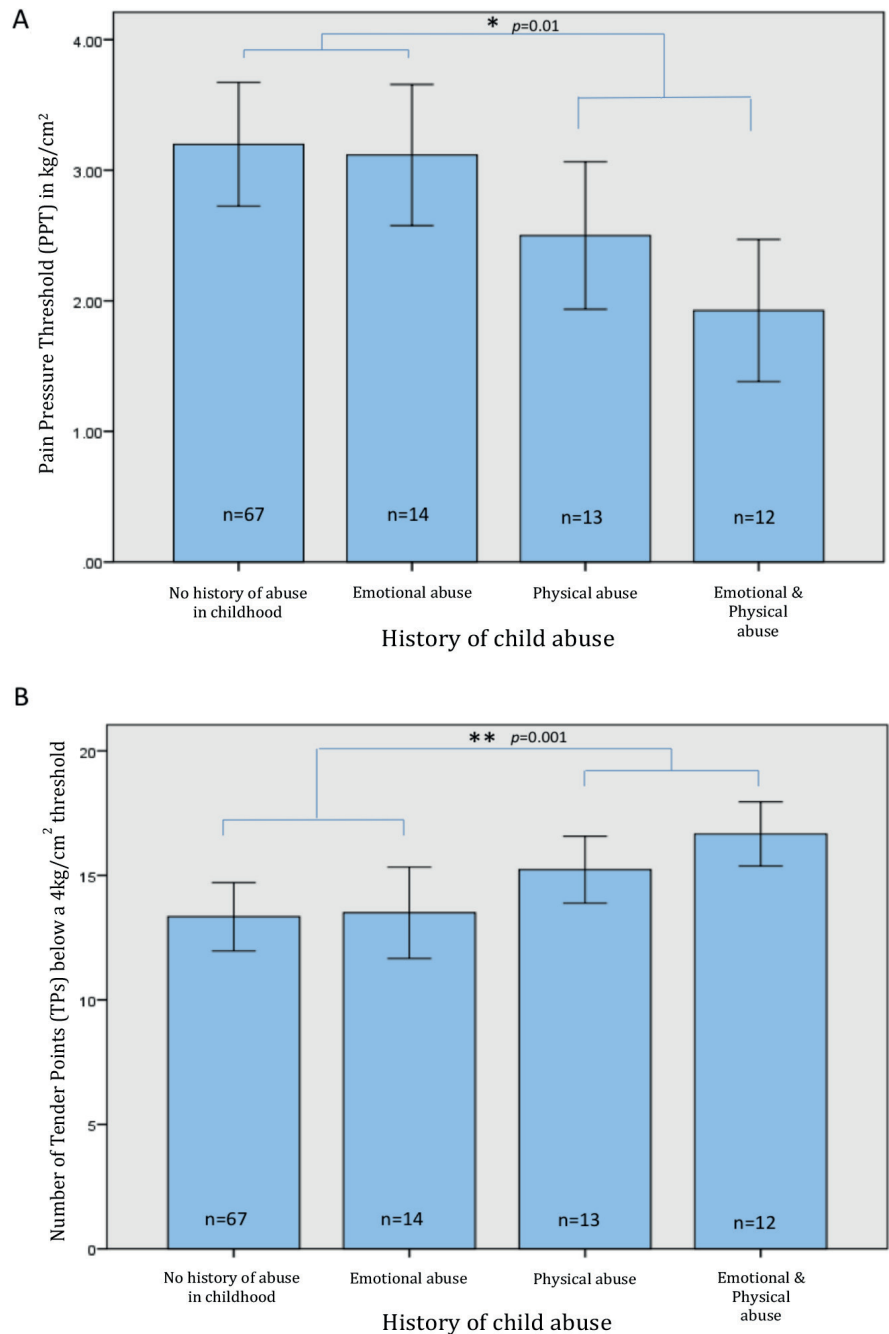 A
* p=0.01
4.00
3.00
2.00
1.00
.00
Pain Pressure Threshold (PPT) in kg/cm²
n=67
n=14
n=13
n=12
No history of abuse
in childhood
Emotional abuse
Physical abuse
Emotional &
Physical
abuse
History of child abuse
B
** p=0.001
20
15
10
5
0
Number of Tender Points (TPs) below a 4kg/cm² threshold
n=67
n=14
n=13
n=12
No history of abuse
in childhood
Emotional abuse
Physical abuse
Emotional &
Physical
abuse
History of child abuse